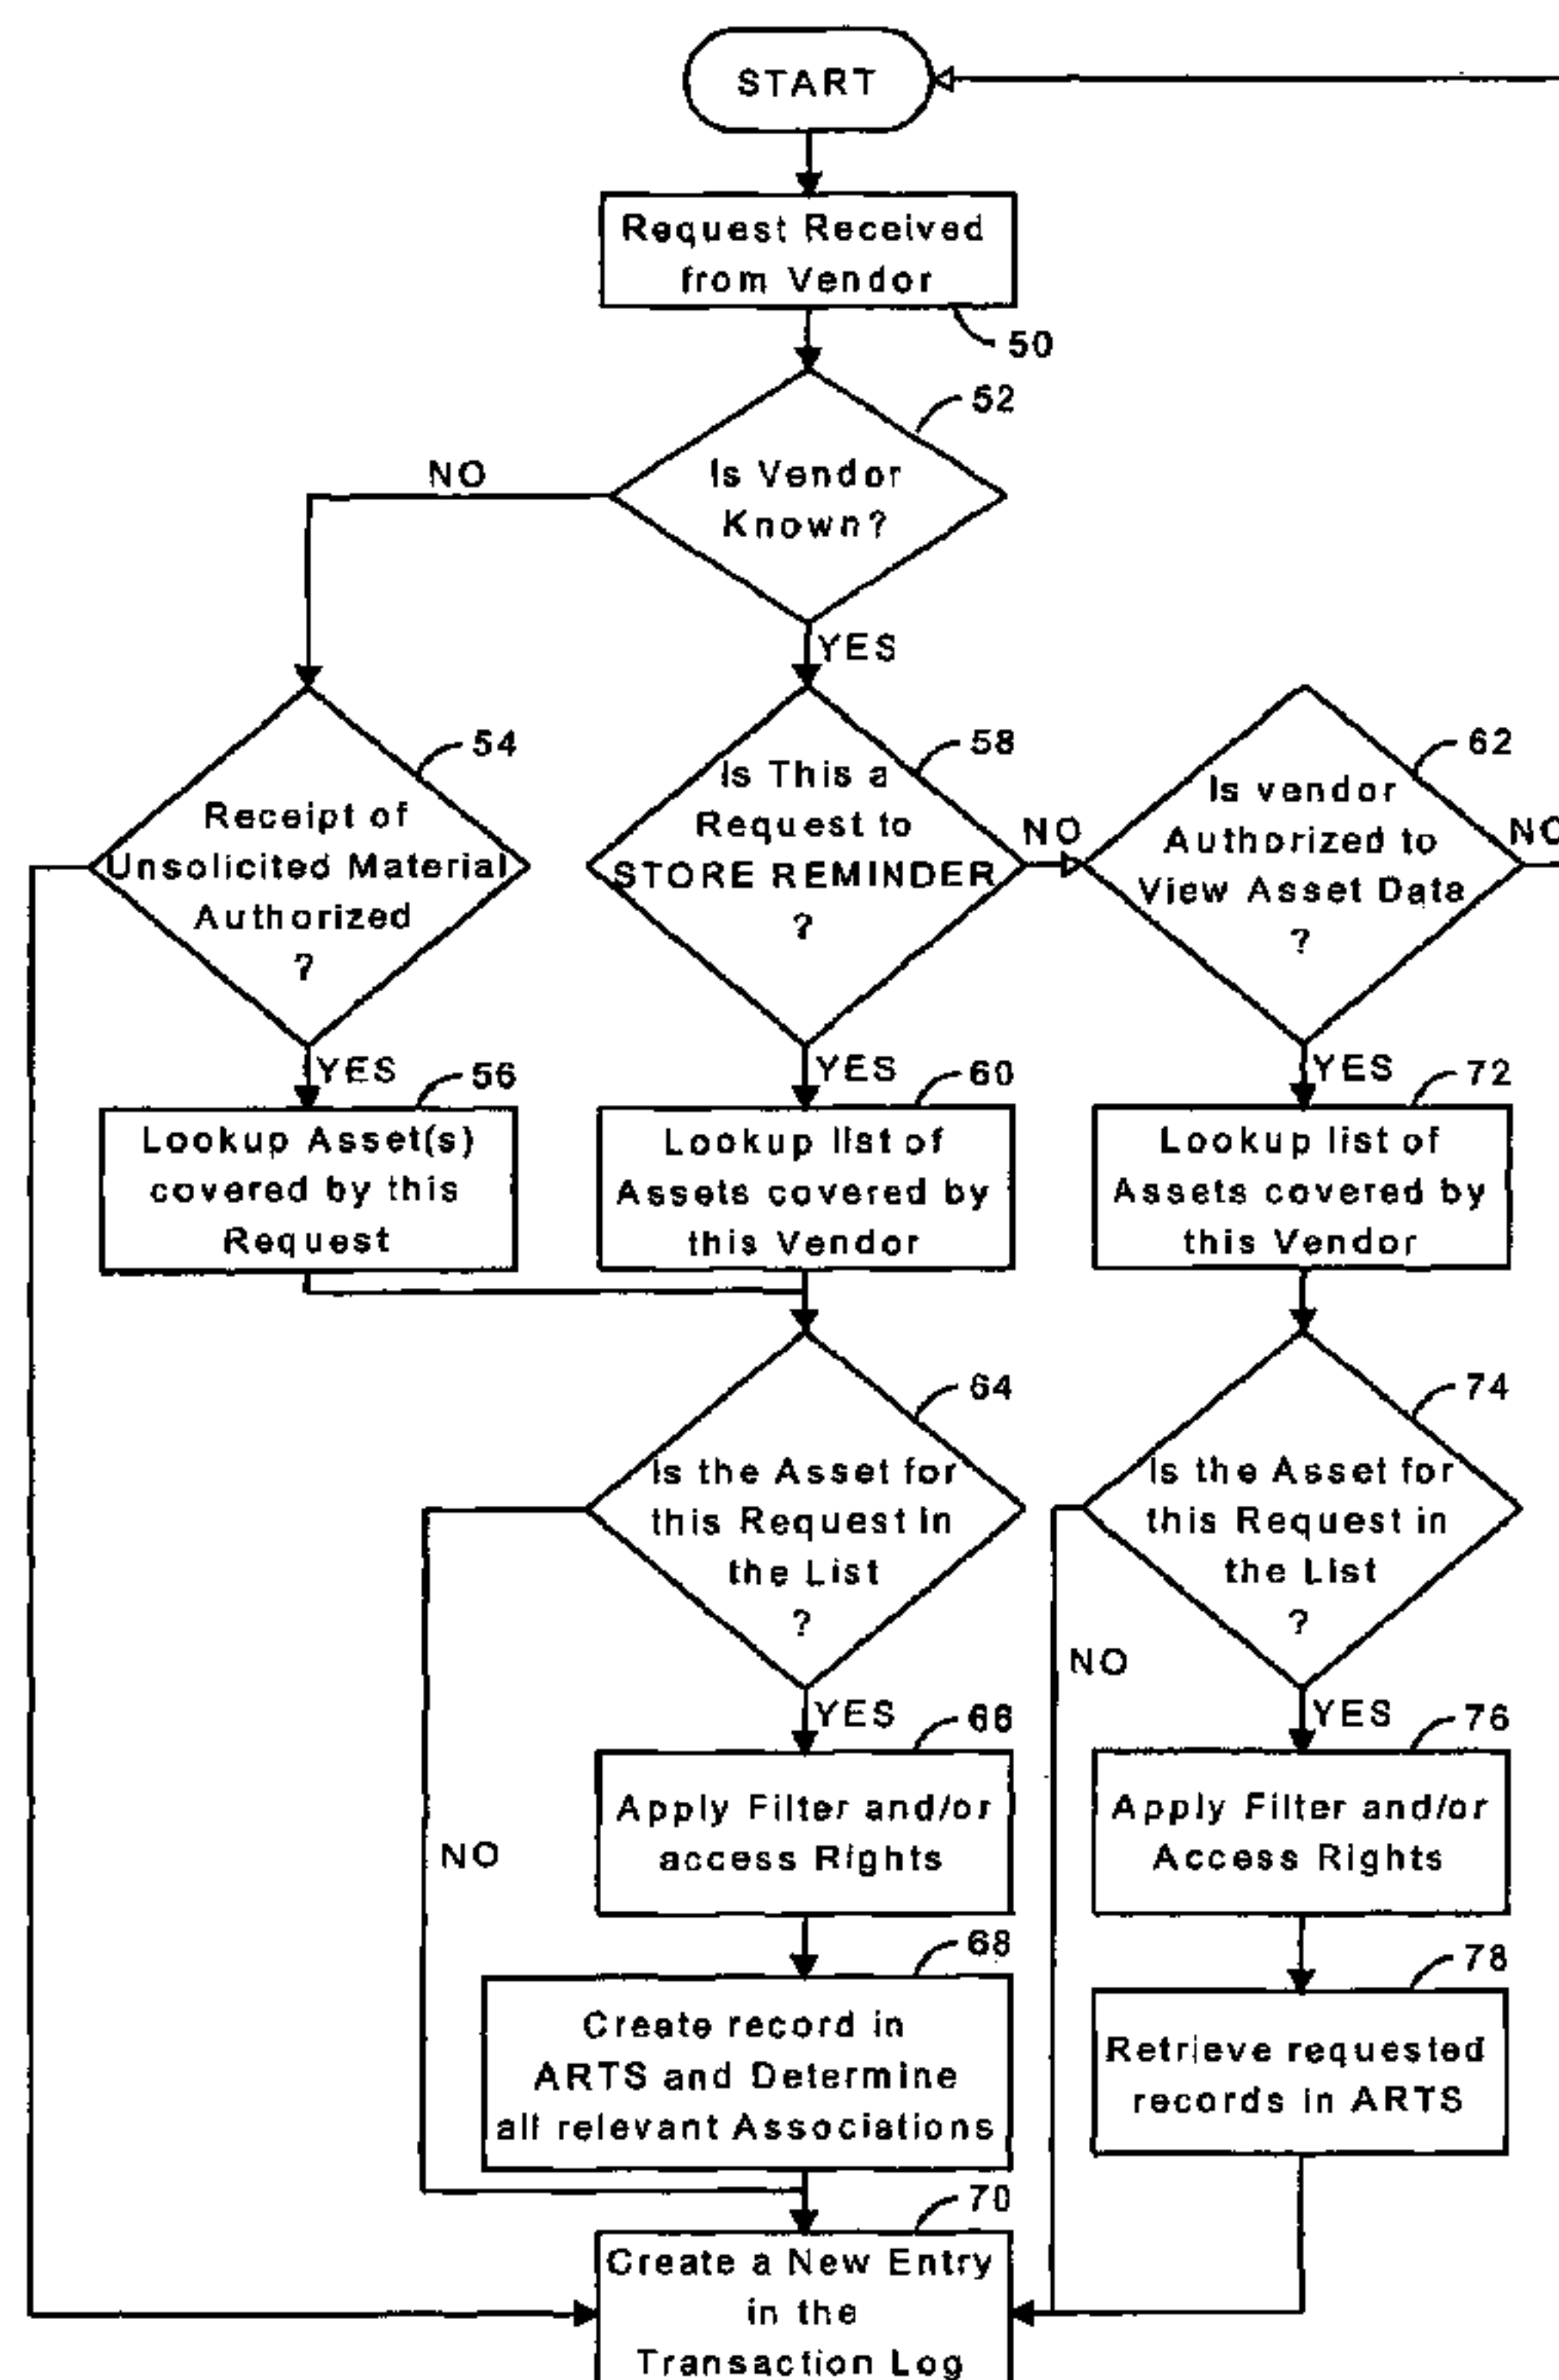 START
Request Received
from Vendor
50
52
Is Vendor
Known?
NO
YES
54
Receipt of
Unsolicited Material
Authorized
?
58
Is This a
Request to
STORE REMINDER
?
NO
62
Is vendor
Authorized to
View Asset Data
?
NO
YES
56
Lookup Asset(s)
covered by this
Request
YES
60
Lookup list of
Assets covered by
this Vendor
YES
72
Lookup list of
Assets covered by
this Vendor
64
Is the Asset for
this Request in
the List
?
NO
74
Is the Asset for
this Request in
the List
?
NO
YES
66
Apply Filter and/or
access Rights
YES
76
Apply Filter and/or
Access Rights
68
Create record in
ARTS and Determine
all relevant Associations
78
Retrieve requested
records in ARTS
70
Create a New Entry
in the
Transaction Log